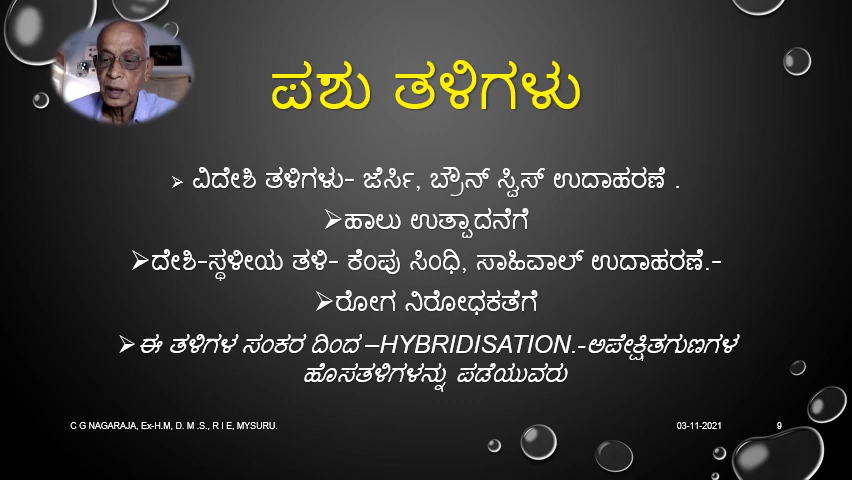 ಪಶು ತಳಿಗಳು
➢ ವಿದೇಶಿ ತಳಿಗಳು- ಜೆರ್ಸಿ, ಬ್ರೌನ್ ಸ್ವಿಸ್ ಉದಾಹರಣೆ .
➢ಹಾಲು ಉತ್ಪಾದನೆಗೆ
➢ದೇಶಿ-ಸ್ಥಳೀಯ ತಳಿ- ಕೆಂಪು ಸಿಂಧಿ, ಸಾಹಿವಾಲ್ ಉದಾಹರಣೆ.-
➢ರೋಗ ನಿರೋಧಕತೆಗೆ
➢ಈ ತಳಿಗಳ ಸಂಕರ ದಿಂದ –HYBRIDISATION.-ಅಪೇಕ್ಷಿತಗುಣಗಳ
ಹೊಸತಳಿಗಳನ್ನು ಪಡೆಯುವರು
C G NAGARAJA, Ex-H.M, D. M .S., R I E, MYSURU.
03-11-2021
9